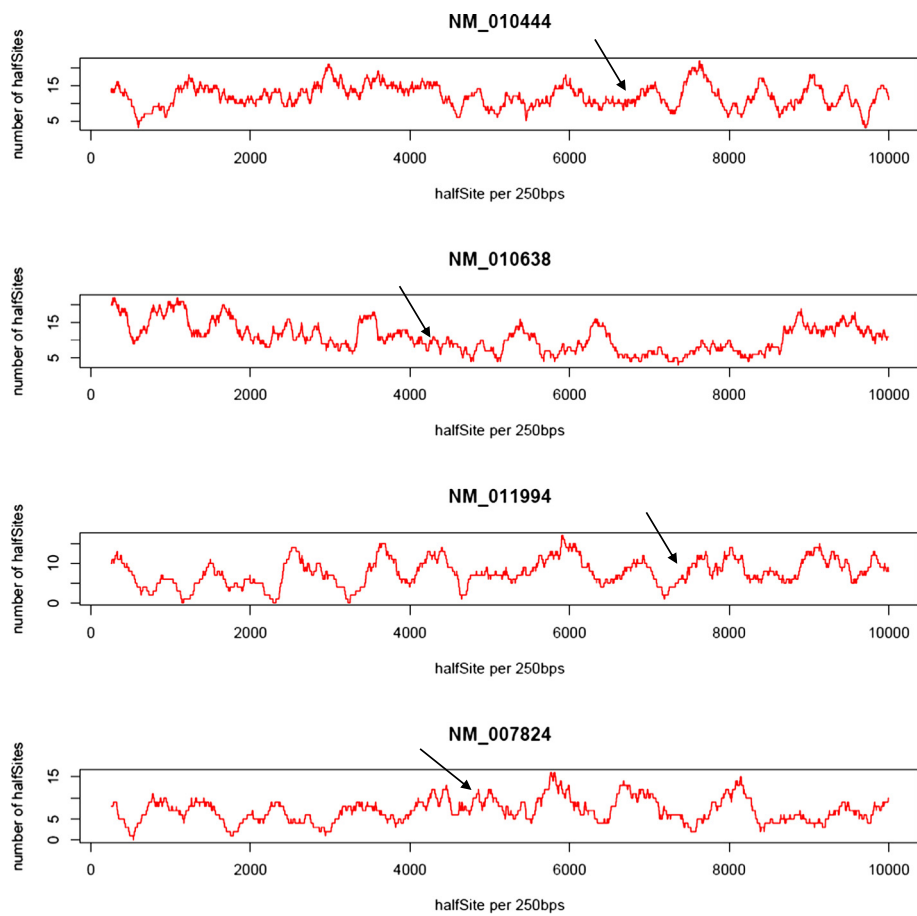 NM_010444
number of halfSites
5 15
0 2000 4000 6000 8000 10000
halfSite per 250bps
NM_010638
number of halfSites
5 15
0 2000 4000 6000 8000 10000
halfSite per 250bps
NM_011994
number of halfSites
0 10
0 2000 4000 6000 8000 10000
halfSite per 250bps
NM_007824
number of halfSites
0 5 15
0 2000 4000 6000 8000 10000
halfSite per 250bps